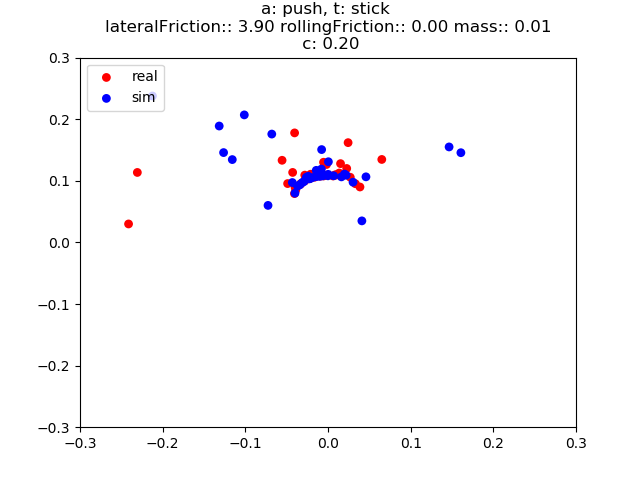 a: push, t: stick
lateralFriction:: 3.90 rollingFriction:: 0.00 mass:: 0.01
c: 0.20
real
sim
0.3
0.2
0.1
0.0
−0.1
−0.2
−0.3
−0.3
−0.2
−0.1
0.0
0.1
0.2
0.3